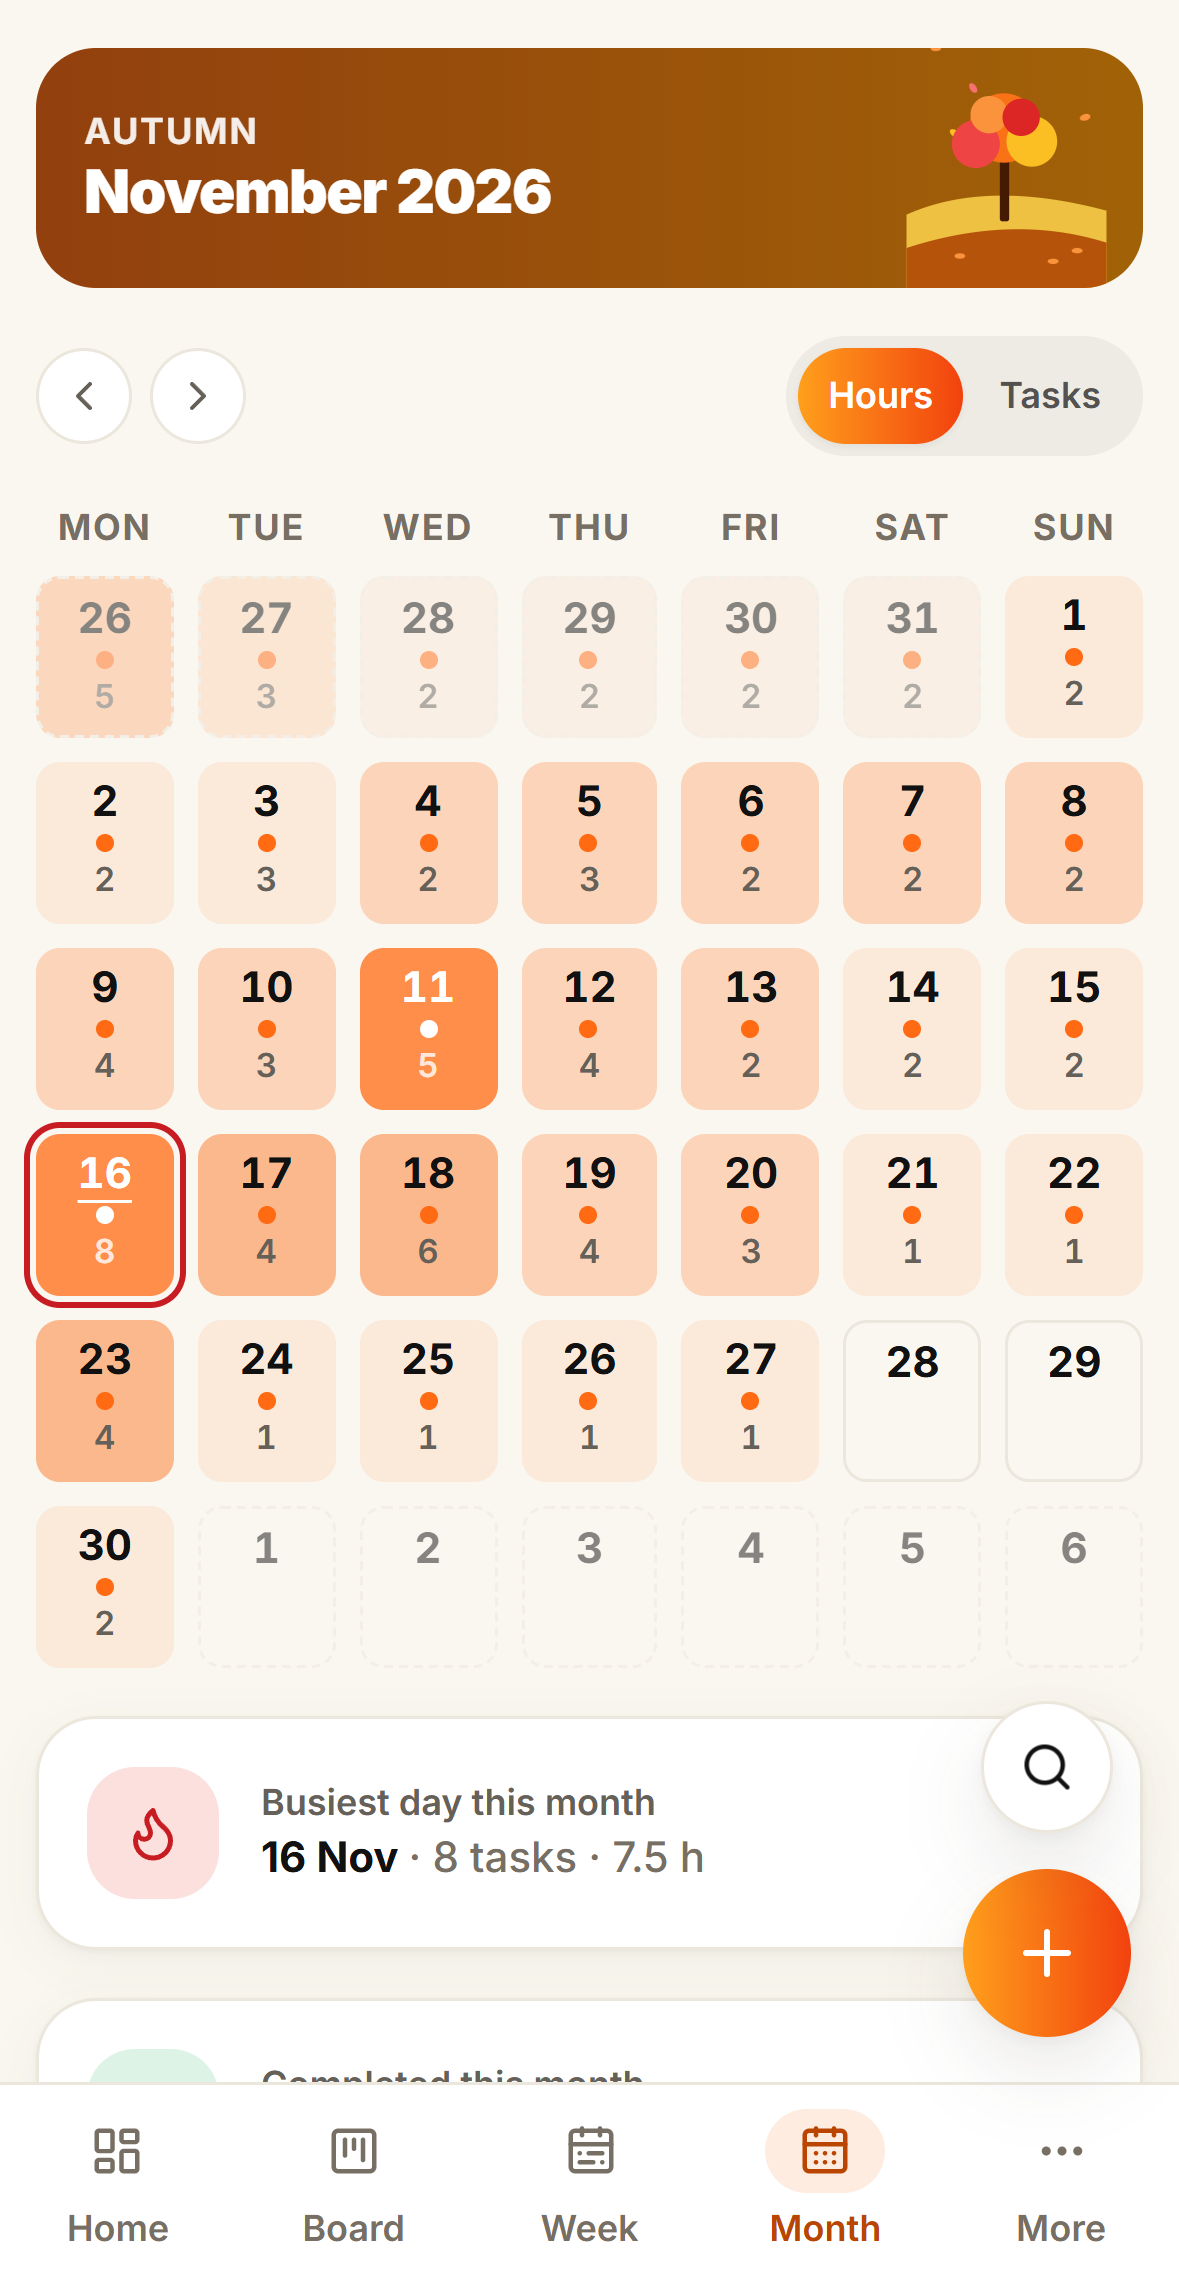 AUTUMN
November 2026
Hours Tasks
MON TUE WED THU FRI SAT SUN
26 27 28 29 30 31 1
5 3 2 2 2 2 2
2 3 4 5 6 7 8
2 3 2 3 2 2 2
9 10 11 12 13 14 15
4 3 5 4 2 2 2
16 17 18 19 20 21 22
8 4 6 4 3 1 1
23 24 25 26 27 28 29
4 1 1 1 1
30 1 2 3 4 5 6
2
Busiest day this month
16 Nov · 8 tasks · 7.5 h
Completed this month
Home Board Week Month More